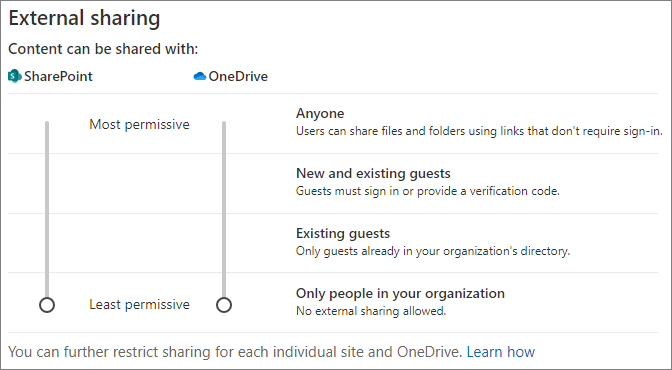 External sharing
Content can be shared with:
SharePoint
OneDrive
Most permissive
Anyone
Users can share files and folders using links that don't require sign-in.
New and existing guests
Guests must sign in or provide a verification code.
Existing guests
Only guests already in your organization's directory.
Least permissive
Only people in your organization
No external sharing allowed.
You can further restrict sharing for each individual site and OneDrive. Learn how